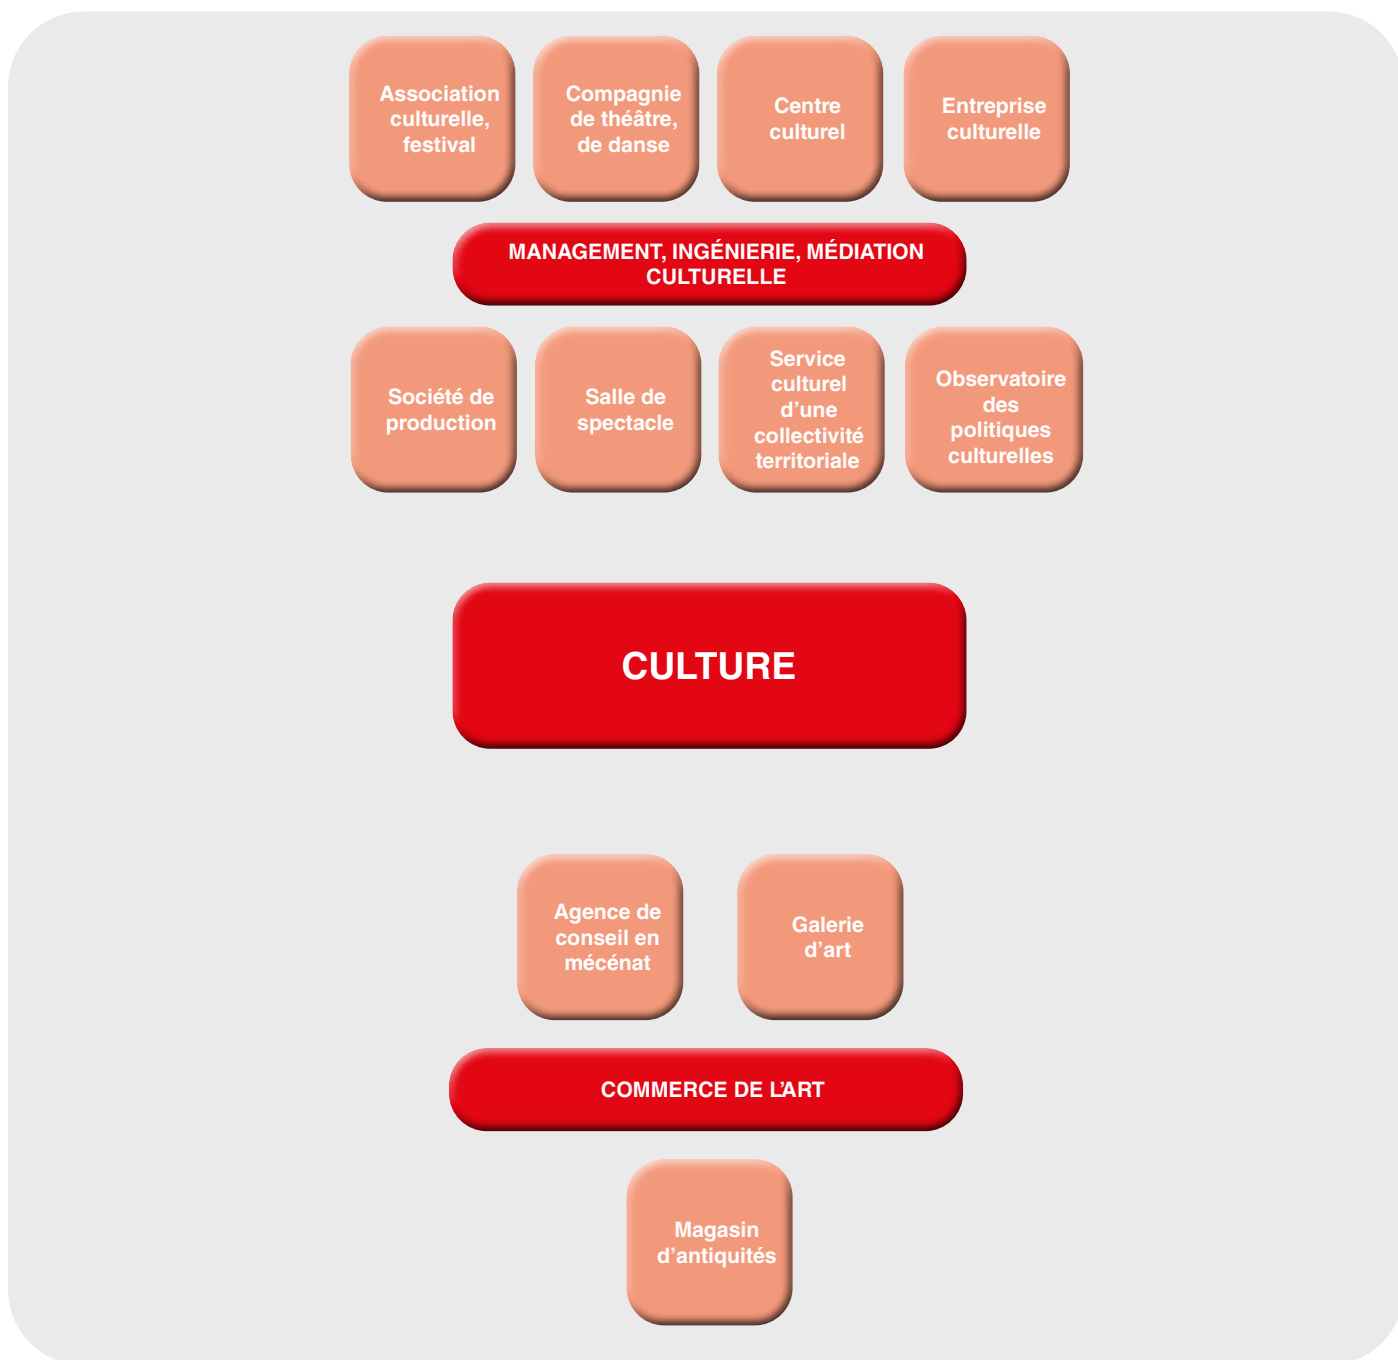 Association
culturelle,
festival
Compagnie
de théâtre,
de danse
Centre
culturel
Entreprise
culturelle
MANAGEMENT, INGÉNIERIE, MÉDIATION
CULTURELLE
Société de
production
Salle de
spectacle
Service
culturel
d’une
collectivité
territoriale
Observatoire
des
politiques
culturelles
CULTURE
Agence de
conseil en
mécénat
Galerie
d’art
COMMERCE DE L’ART
Magasin
d’antiquités